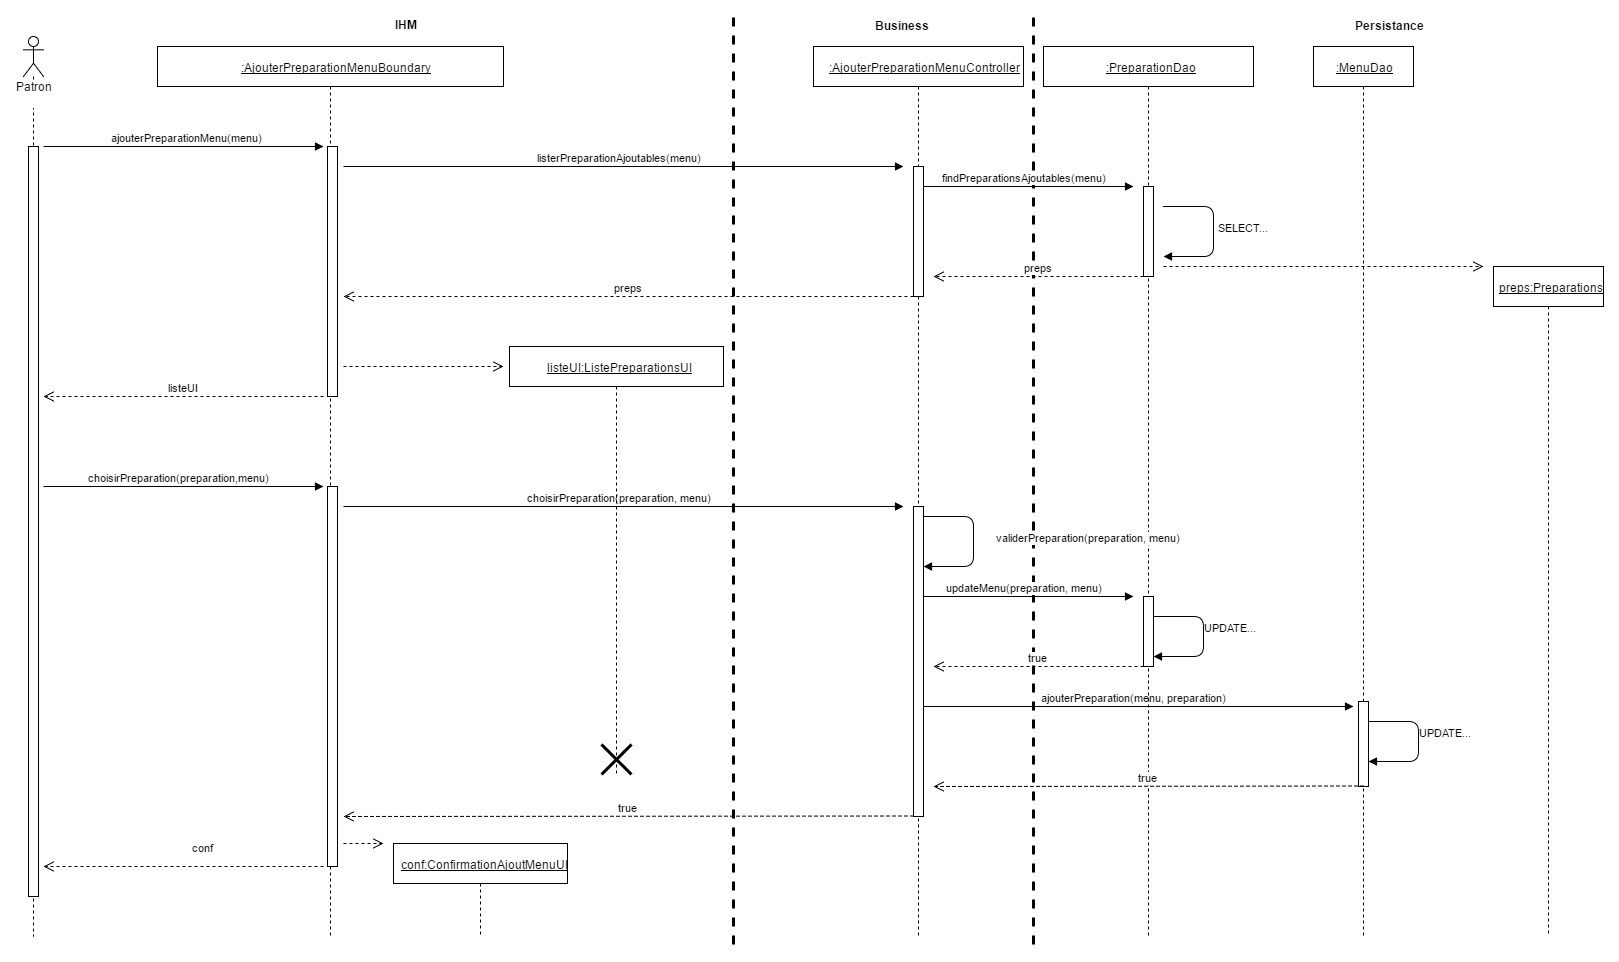 IHM
Business
Persistance
Patron
:AjouterPreparationMenuBoundary
:AjouterPreparationMenuController
:PreparationDao
:MenuDao
ajouterPreparationMenu(menu)
listerPreparationAjoutables(menu)
findPreparationsAjoutables(menu)
SELECT...
preps
preps:Preparations
preps
listeUI:ListePreparationsUI
listeUI
choisirPreparation(preparation,menu)
choisirPreparation(preparation, menu)
validerPreparation(preparation, menu)
updateMenu(preparation, menu)
UPDATE...
true
ajouterPreparation(menu, preparation)
UPDATE...
true
true
conf
conf:ConfirmationAjoutMenuUI